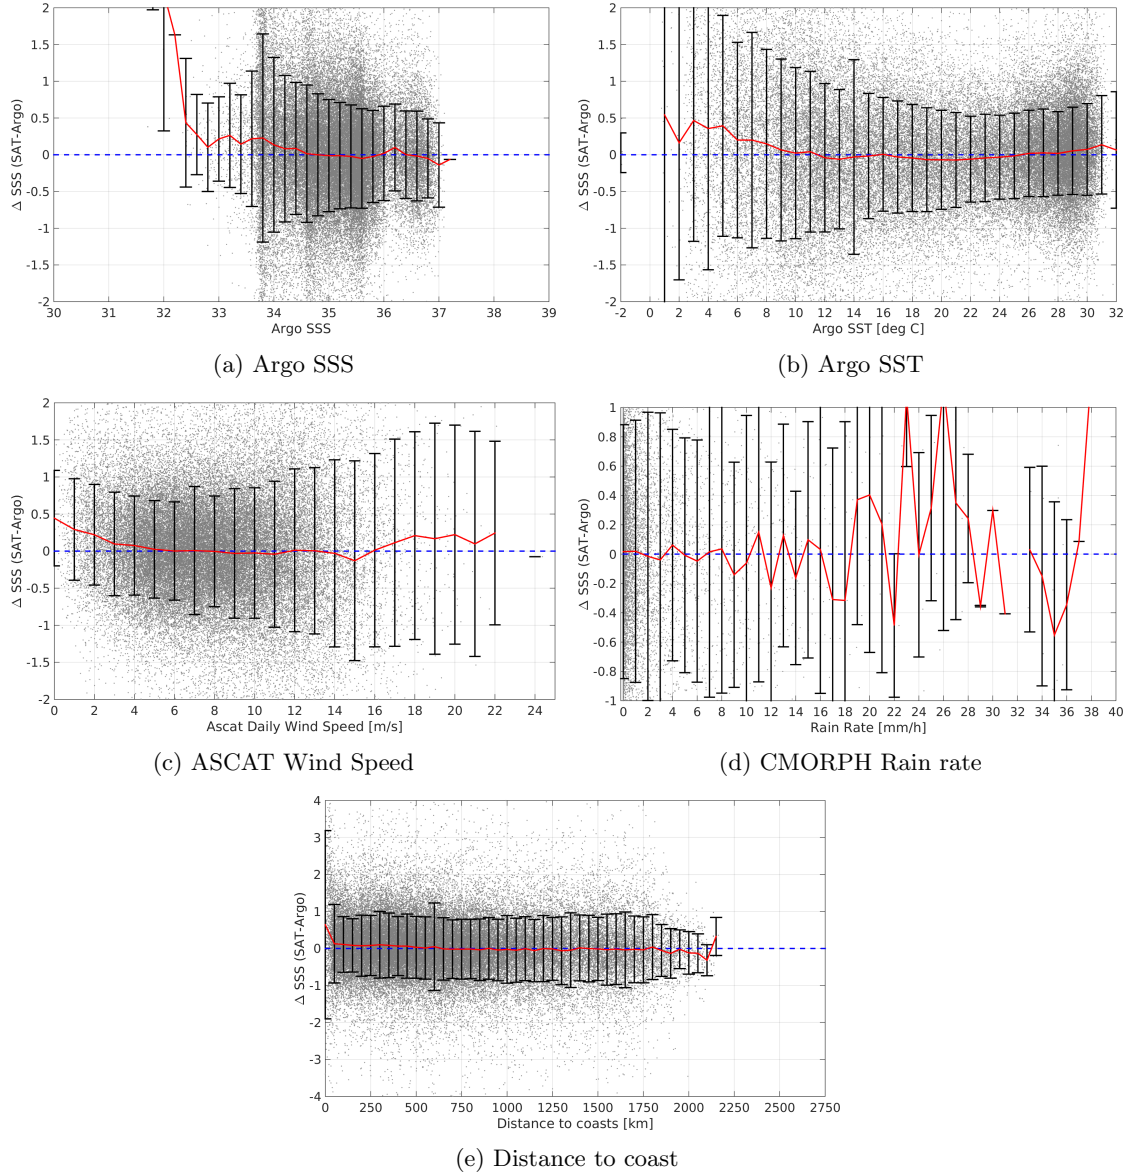 2
1.5
1
0.5
0
-0.5
-1
-1.5
-2
Δ SSS (SAT-Argo)
30 31 32 33 34 35 36 37 38 39
Argo SSS
(a) Argo SSS
2
1.5
1
0.5
0
-0.5
-1
-1.5
-2
Δ SSS (SAT-Argo)
-2 0 2 4 6 8 10 12 14 16 18 20 22 24 26 28 30 32
Argo SST [deg C]
(b) Argo SST
2
1.5
1
0.5
0
-0.5
-1
-1.5
-2
Δ SSS (SAT-Argo)
0 2 4 6 8 10 12 14 16 18 20 22 24
Ascat Daily Wind Speed [m/s]
(c) ASCAT Wind Speed
1
0.8
0.6
0.4
0.2
0
-0.2
-0.4
-0.6
-0.8
-1
Δ SSS (SAT-Argo)
0 2 4 6 8 10 12 14 16 18 20 22 24 26 28 30 32 34 36 38 40
Rain Rate [mm/h]
(d) CMORPH Rain rate
4
3
2
1
0
-1
-2
-3
-4
Δ SSS (SAT-Argo)
0 250 500 750 1000 1250 1500 1750 2000 2250 2500 2750
Distance to coasts [km]
(e) Distance to coast